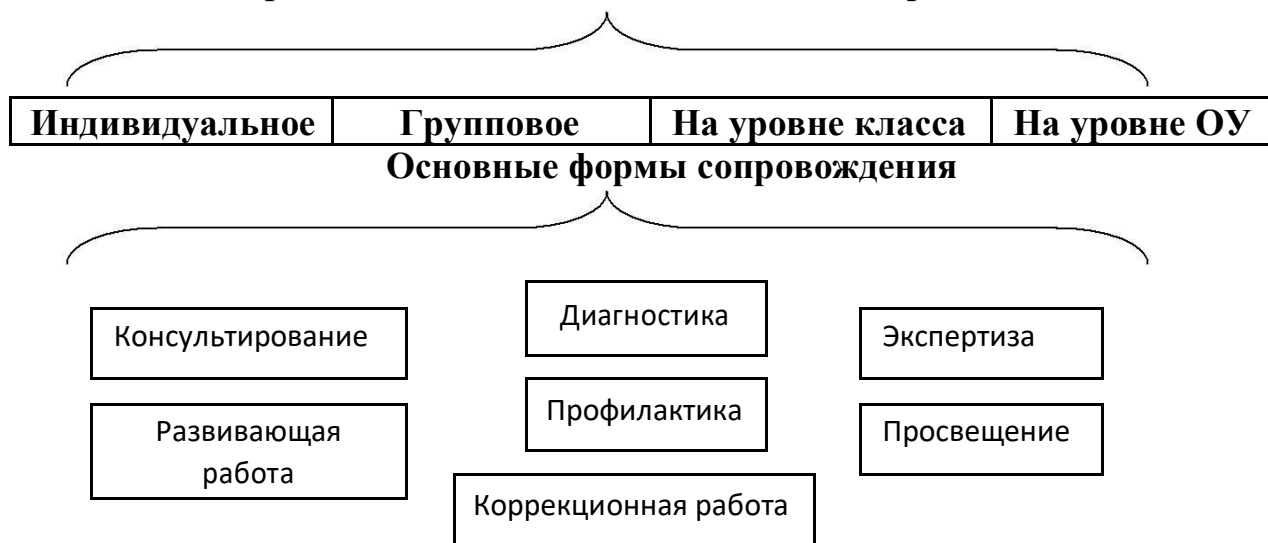 Индивидуальное Групповое На уровне класса На уровне ОУ
Основные формы сопровождения
Консультирование
Диагностика
Экспертиза
Развивающая
работа
Профилактика
Просвещение
Коррекционная работа